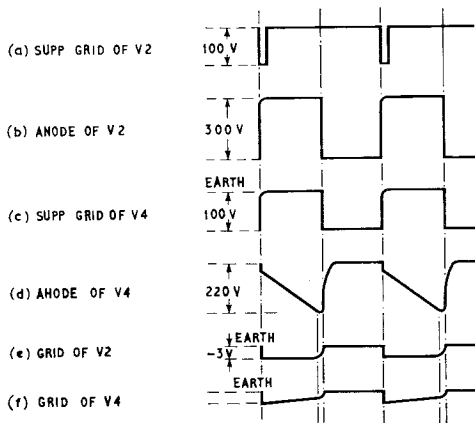 (a) SUPP GRID OF V2 100 V
(b) ANODE OF V2 300 V
EARTH
(c) SUPP GRID OF V4 100 V
(d) AHODE OF V4 220 V
EARTH
(e) GRID OF V2 -3V
EARTH
(f) GRID OF V4